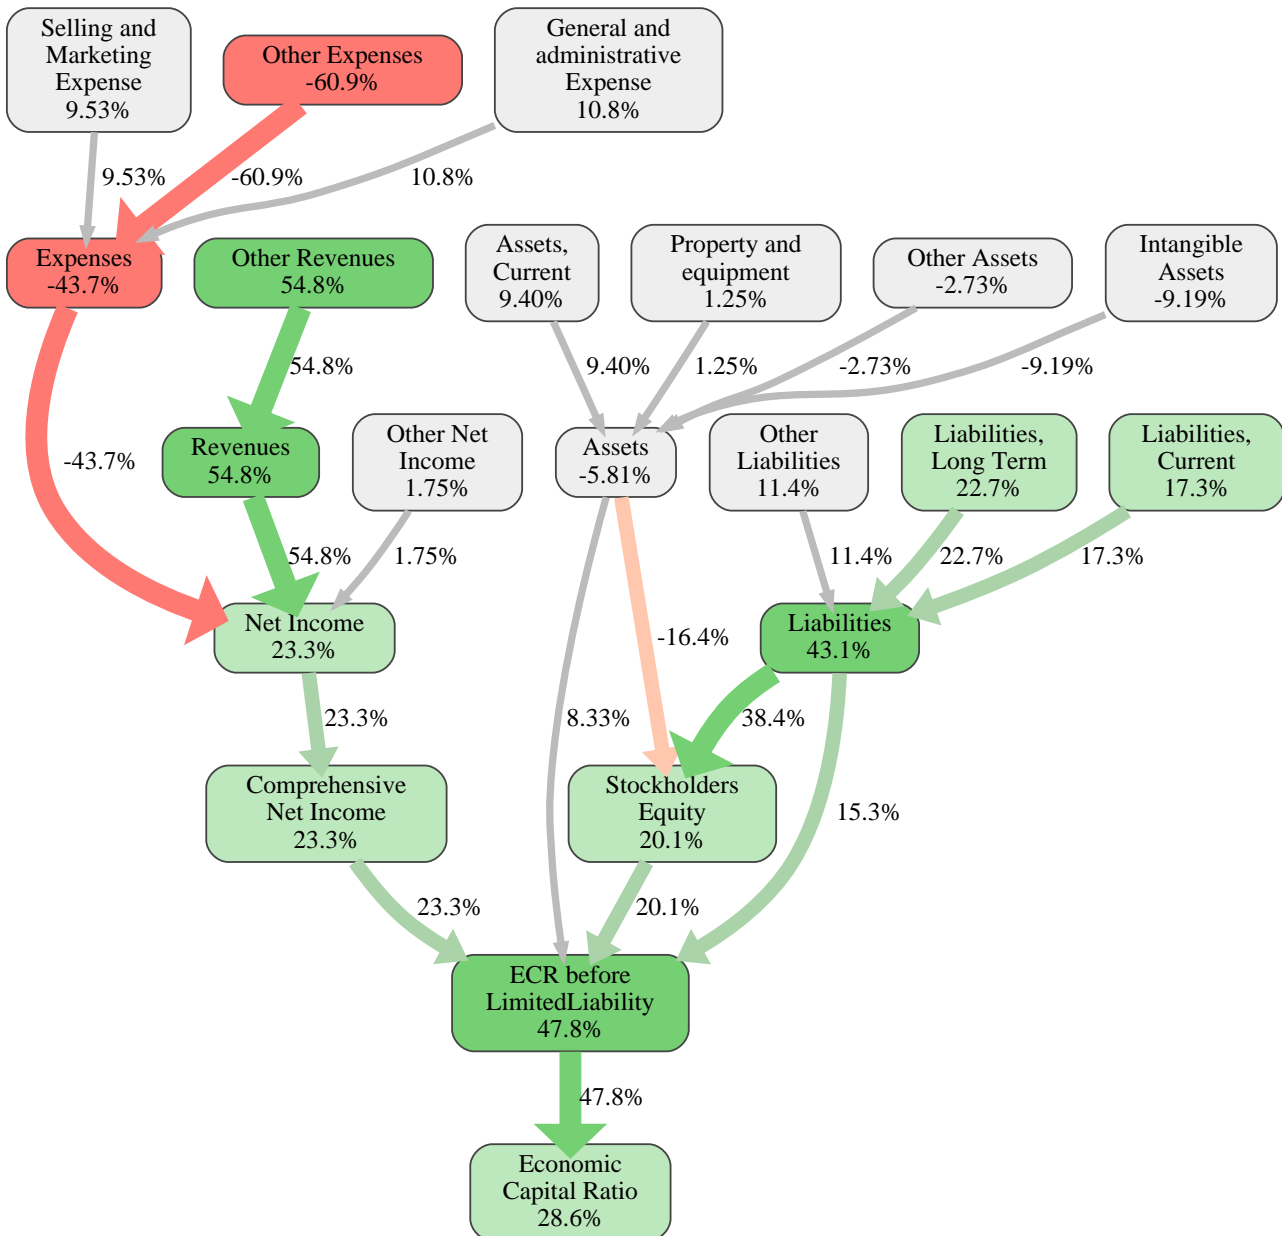 Selling and
Marketing
Expense
9.53%
Other Expenses
-60.9%
General and
administrative
Expense
10.8%
9.53%
-60.9%
10.8%
Expenses
-43.7%
Other Revenues
54.8%
Assets,
Current
9.40%
Property and
equipment
1.25%
Other Assets
-2.73%
Intangible
Assets
-9.19%
54.8%
9.40%
1.25%
-2.73%
-9.19%
-43.7%
Revenues
54.8%
Other Net
Income
1.75%
Assets
-5.81%
Other
Liabilities
11.4%
Liabilities,
Long Term
22.7%
Liabilities,
Current
17.3%
54.8%
1.75%
11.4%
22.7%
17.3%
Net Income
23.3%
-16.4%
Liabilities
43.1%
23.3%
8.33%
38.4%
Comprehensive
Net Income
23.3%
Stockholders
Equity
20.1%
15.3%
23.3%
20.1%
ECR before
LimitedLiability
47.8%
47.8%
Economic
Capital Ratio
28.6%